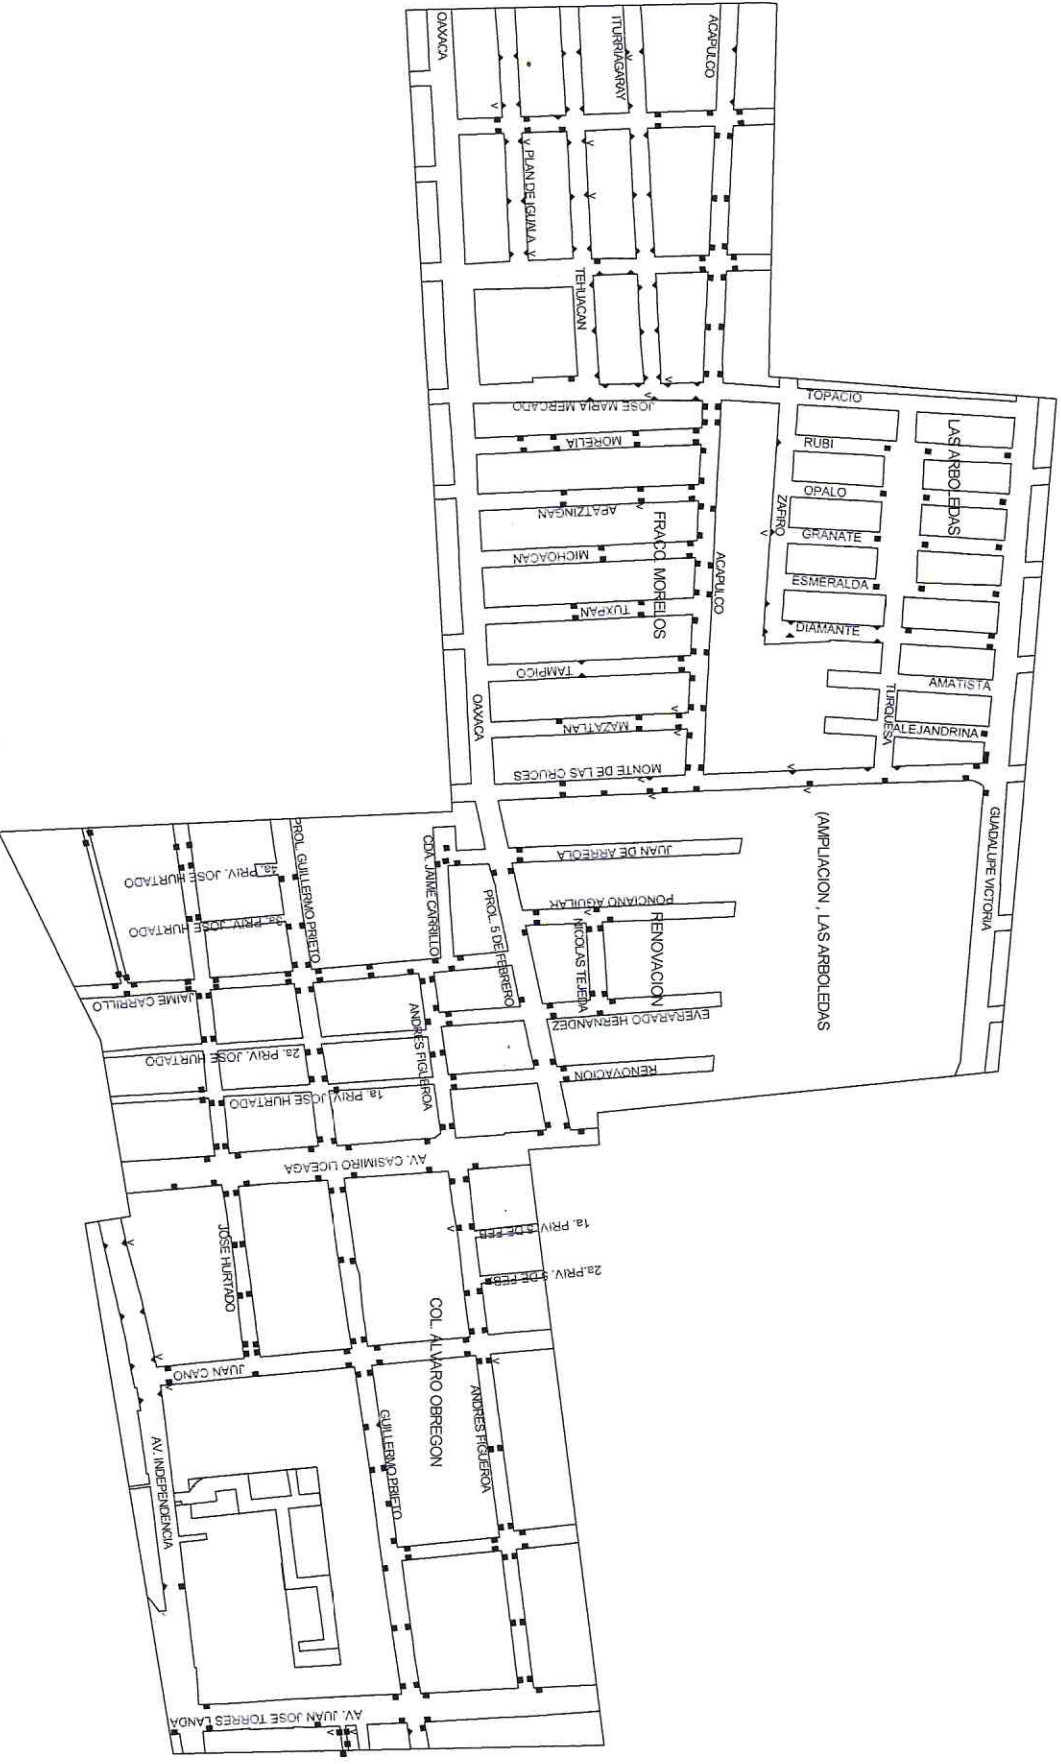 OAXACA
ITURRIAGARAY
ACAPULCO
PLAN DE IGUALA
TEHUACAN
JOSE MARIA MERCADO
TOPACIO
LAS ARBOLEDAS
MORELIA
RUBI
OPALO
APATZINGAN
ZAFIRO
GRANATE
FRACC. MORELOS
MICHOACAN
ACAPULCO
ESMERALDA
TUXPAN
DIAMANTE
TAMPICO
AMATISTA
OAXACA
TURQUESA
MAZATLAN
ALEJANDRINA
MONTE DE LAS CRUCES
GUADALUPE VICTORIA
(AMPLIACION , LAS ARBOLEDAS
PROL. GUILLERMO PRIETO
CDA. JAIME CARRILLO
JUAN DE ARREOLA
4a. PRIV. JOSE HURTADO
PROL. 5 DE FEBRERO
PONCIANO AGUILAR
3a. PRIV. JOSE HURTADO
NICOLAS TEJEDA
RENOVACION
JAIME CARRILLO
ANDRES FIGUEROA
EVERARDO HERNANDEZ
2a. PRIV. JOSE HURTADO
RENOVACION
1a. PRIV. JOSE HURTADO
AV. CASIMIRO LICEAGA
JOSE HURTADO
1a. PRIV. 5 DE FEB.
2a.PRIV. 5 DE FEB.
COL. ALVARO OBREGON
JUAN CANO
GUILLERMO PRIETO
ANDRES FIGUEROA
AV. INDEPENDENCIA
AV. JUAN JOSE TORRES LANDA